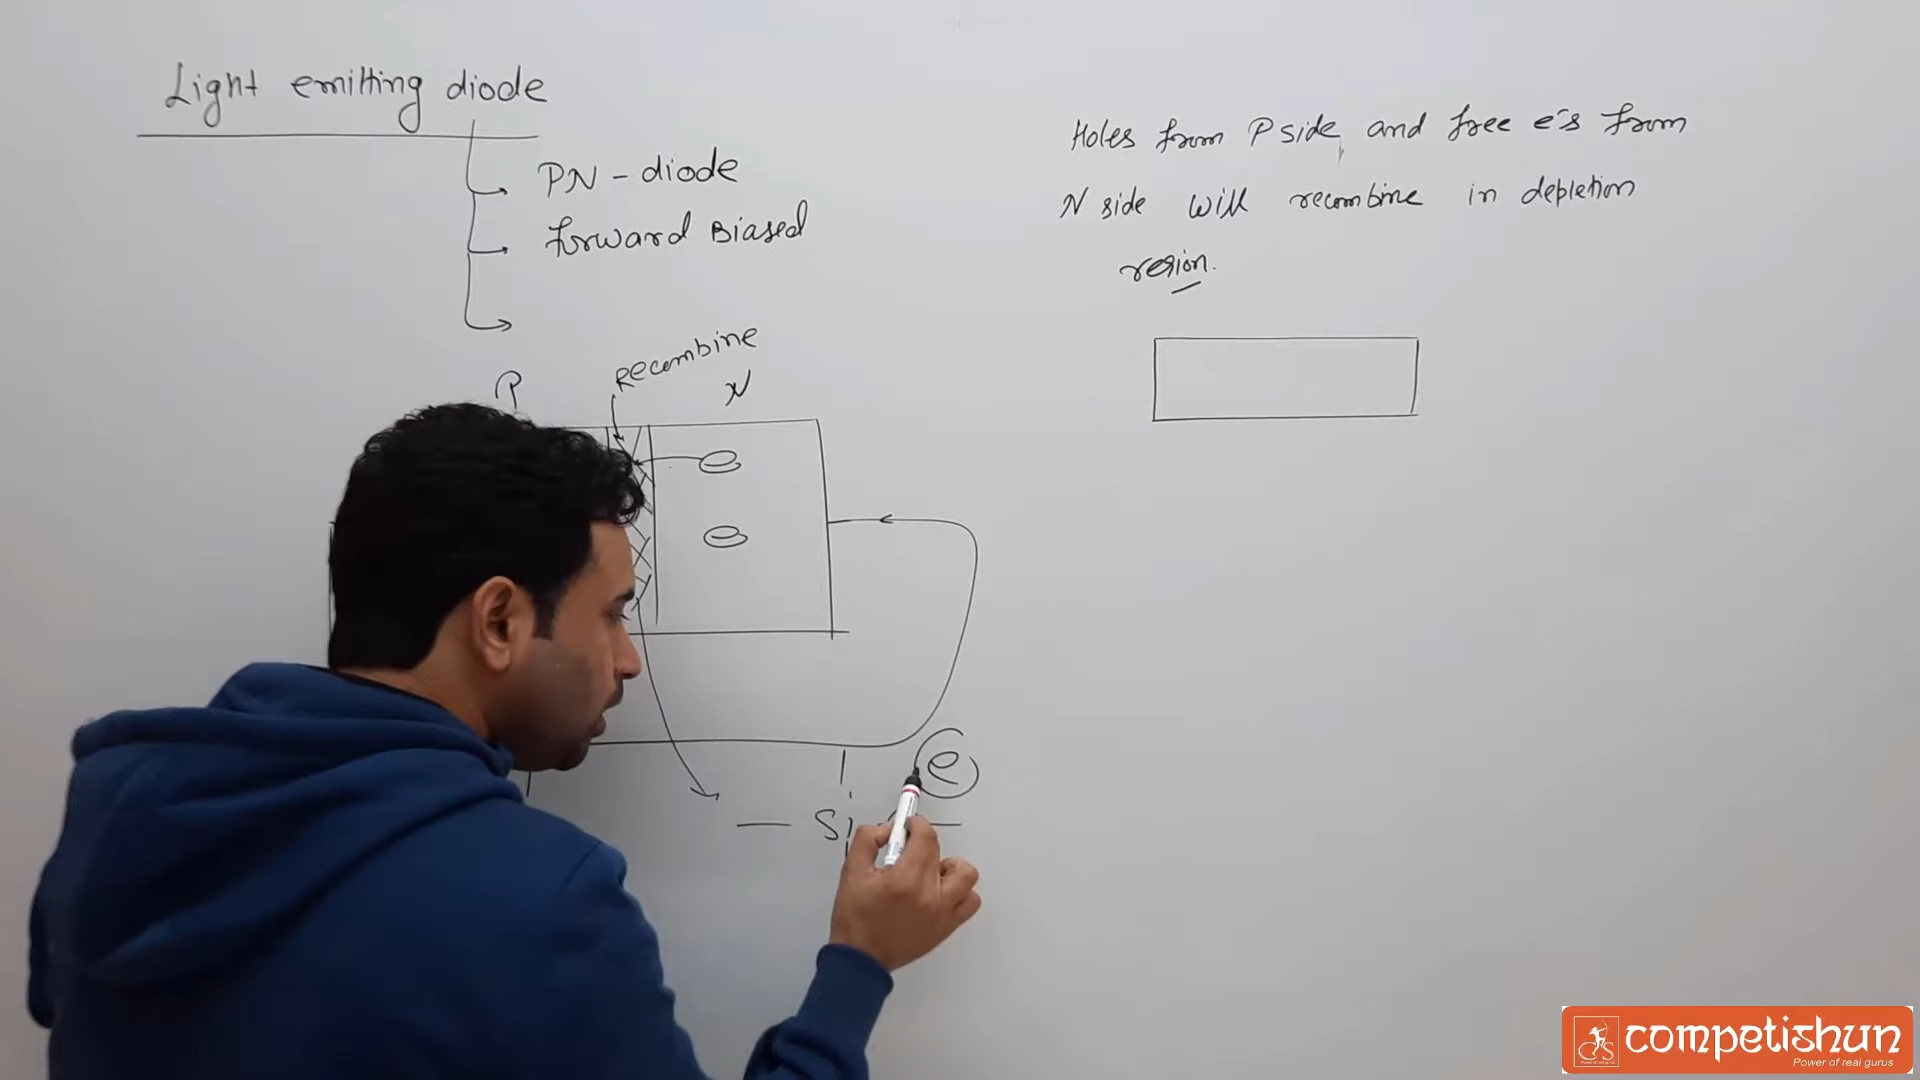 Light emitting diode
PN - diode
Forward Biased
Holes from P side, and free e's from
N side will recombine in depletion
region.
Recombine
P
N
e
e
e
Si
competishun
Power of real gurus